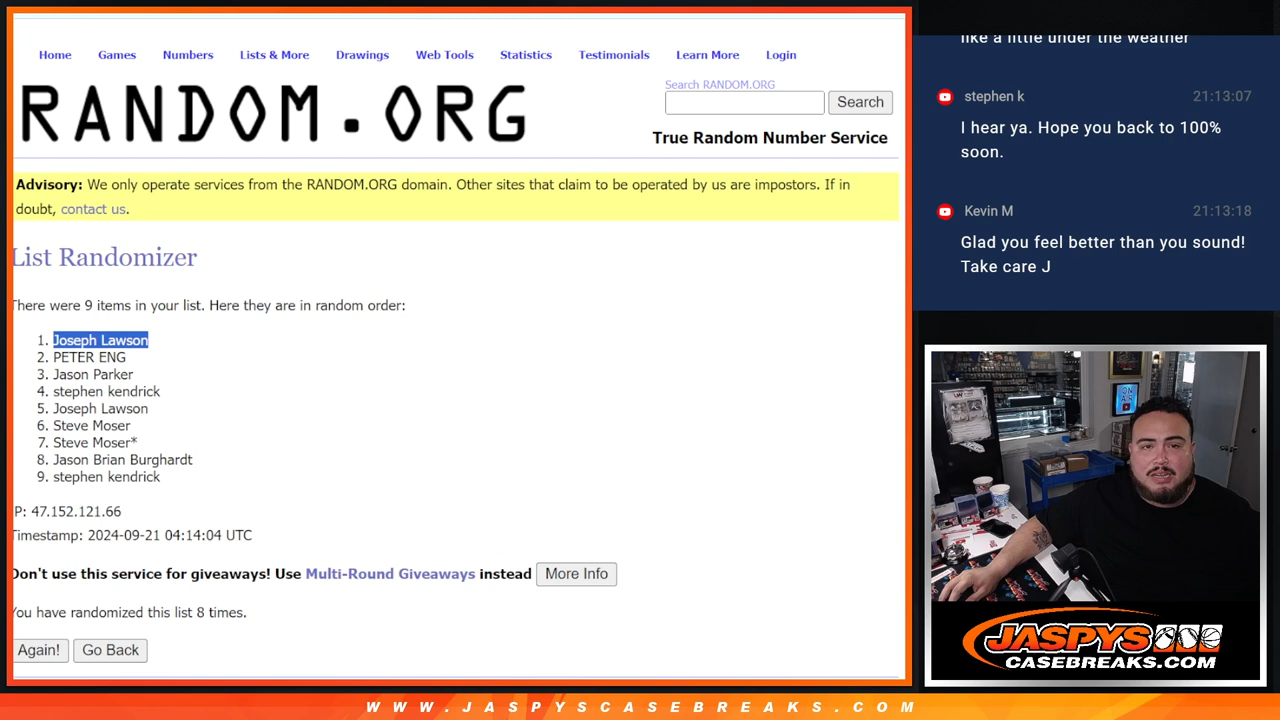 Home Games Numbers Lists & More Drawings Web Tools Statistics Testimonials Learn More Login
RANDOM.ORG
Search RANDOM.ORG
Search
True Random Number Service
Advisory: We only operate services from the RANDOM.ORG domain. Other sites that claim to be operated by us are impostors. If in
doubt, contact us.
List Randomizer
There were 9 items in your list. Here they are in random order:
1. Joseph Lawson
2. PETER ENG
3. Jason Parker
4. stephen kendrick
5. Joseph Lawson
6. Steve Moser
7. Steve Moser*
8. Jason Brian Burghardt
9. stephen kendrick
P: 47.152.121.66
Timestamp: 2024-09-21 04:14:04 UTC
Don't use this service for giveaways! Use Multi-Round Giveaways instead More Info
You have randomized this list 8 times.
Again! Go Back
like a little under the weather
stephen k 21:13:07
I hear ya. Hope you back to 100%
soon.
Kevin M 21:13:18
Glad you feel better than you sound!
Take care J
ON
AIR
JASPYS
CASEBREAKS.COM
WWW.JASPYSCASEBREAKS.COM